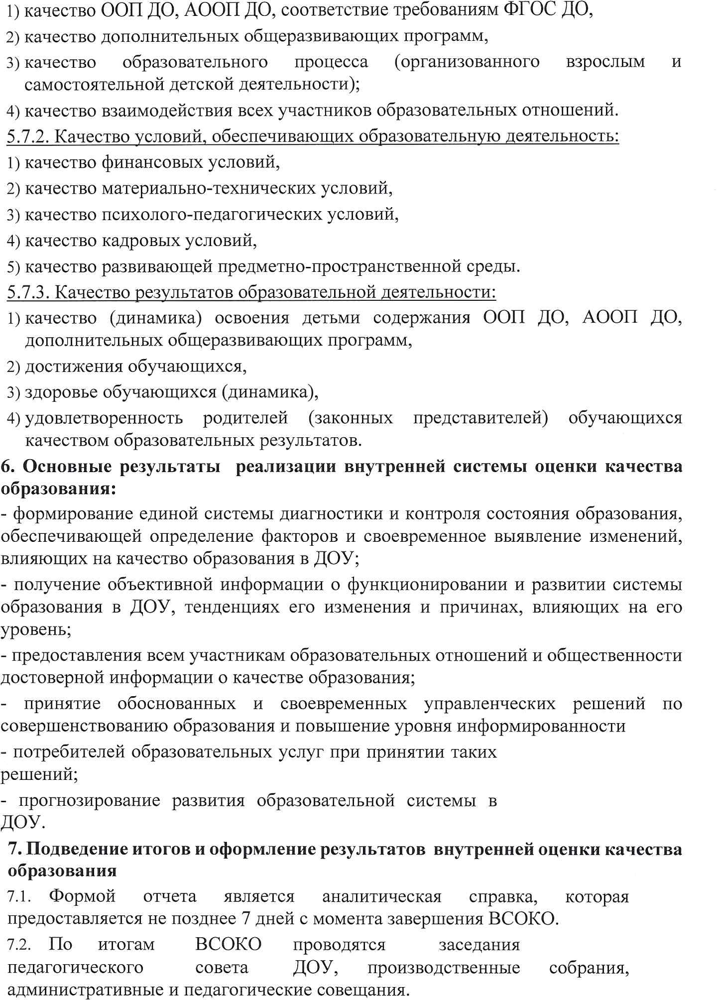 1) качество ООП ДО, АООП ДО, соответствие требованиям ФГОС ДО,
2) качество дополнительных общеразвивающих программ,
3) качество образовательного процесса (организованного взрослым и
самостоятельной детской деятельности);
4) качество взаимодействия всех участников образовательных отношений.
5.7.2. Качество условий, обеспечивающих образовательную деятельность:
1) качество финансовых условий,
2) качество материально-технических условий,
3) качество психолого-педагогических условий,
4) качество кадровых условий,
5) качество развивающей предметно-пространственной среды.
5.7.3. Качество результатов образовательной деятельности:
1) качество (динамика) освоения детьми содержания ООП ДО, АООП ДО,
дополнительных общеразвивающих программ,
2) достижения обучающихся,
3) здоровье обучающихся (динамика),
4) удовлетворенность родителей (законных представителей) обучающихся
качеством образовательных результатов.
6. Основные результаты реализации внутренней системы оценки качества
образования:
- формирование единой системы диагностики и контроля состояния образования,
обеспечивающей определение факторов и своевременное выявление изменений,
влияющих на качество образования в ДОУ;
- получение объективной информации о функционировании и развитии системы
образования в ДОУ, тенденциях его изменения и причинах, влияющих на его
уровень;
- предоставления всем участникам образовательных отношений и общественности
достоверной информации о качестве образования;
- принятие обоснованных и своевременных управленческих решений по
совершенствованию образования и повышение уровня информированности
- потребителей образовательных услуг при принятии таких
решений;
- прогнозирование развития образовательной системы в
ДОУ.
7. Подведение итогов и оформление результатов внутренней оценки качества
образования
7.1. Формой отчета является аналитическая справка, которая
предоставляется не позднее 7 дней с момента завершения ВСОКО.
7.2. По итогам ВСОКО проводятся заседания
педагогического совета ДОУ, производственные собрания,
административные и педагогические совещания.